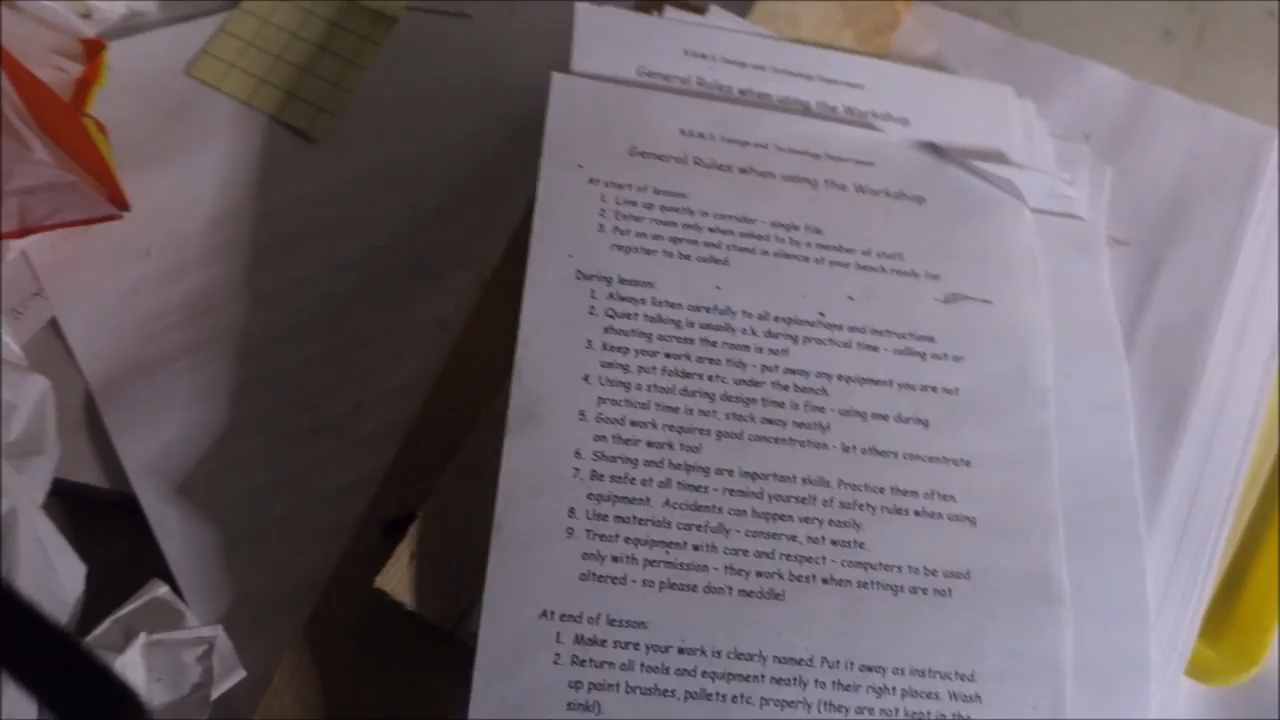 Design and Technology Department
General Rules when using the Workshop
Design and Technology Department
General Rules when using the Workshop
At start of lesson:
1. Line up quietly in corridor - single file.
2. Enter room only when asked to by a member of staff.
3. Put on an apron and stand in silence at your bench ready for
register to be called.
During lesson:
1. Always listen carefully to all explanations and instructions.
2. Quiet talking is usually o.k. during practical time - calling out or
shouting across the room is not!
3. Keep your work area tidy - put away any equipment you are not
using, put folders etc. under the bench.
4. Using a stool during design time is fine - using one during
practical time is not, stack away neatly!
5. Good work requires good concentration - let others concentrate
on their work too!
6. Sharing and helping are important skills. Practice them often.
7. Be safe at all times - remind yourself of safety rules when using
equipment. Accidents can happen very easily.
8. Use materials carefully - conserve, not waste.
9. Treat equipment with care and respect - computers to be used
only with permission - they work best when settings are not
altered - so please don't meddle!
At end of lesson:
1. Make sure your work is clearly named. Put it away as instructed.
2. Return all tools and equipment neatly to their right places. Wash
up paint brushes, pallets etc. properly (they are not kept in the
sink!).